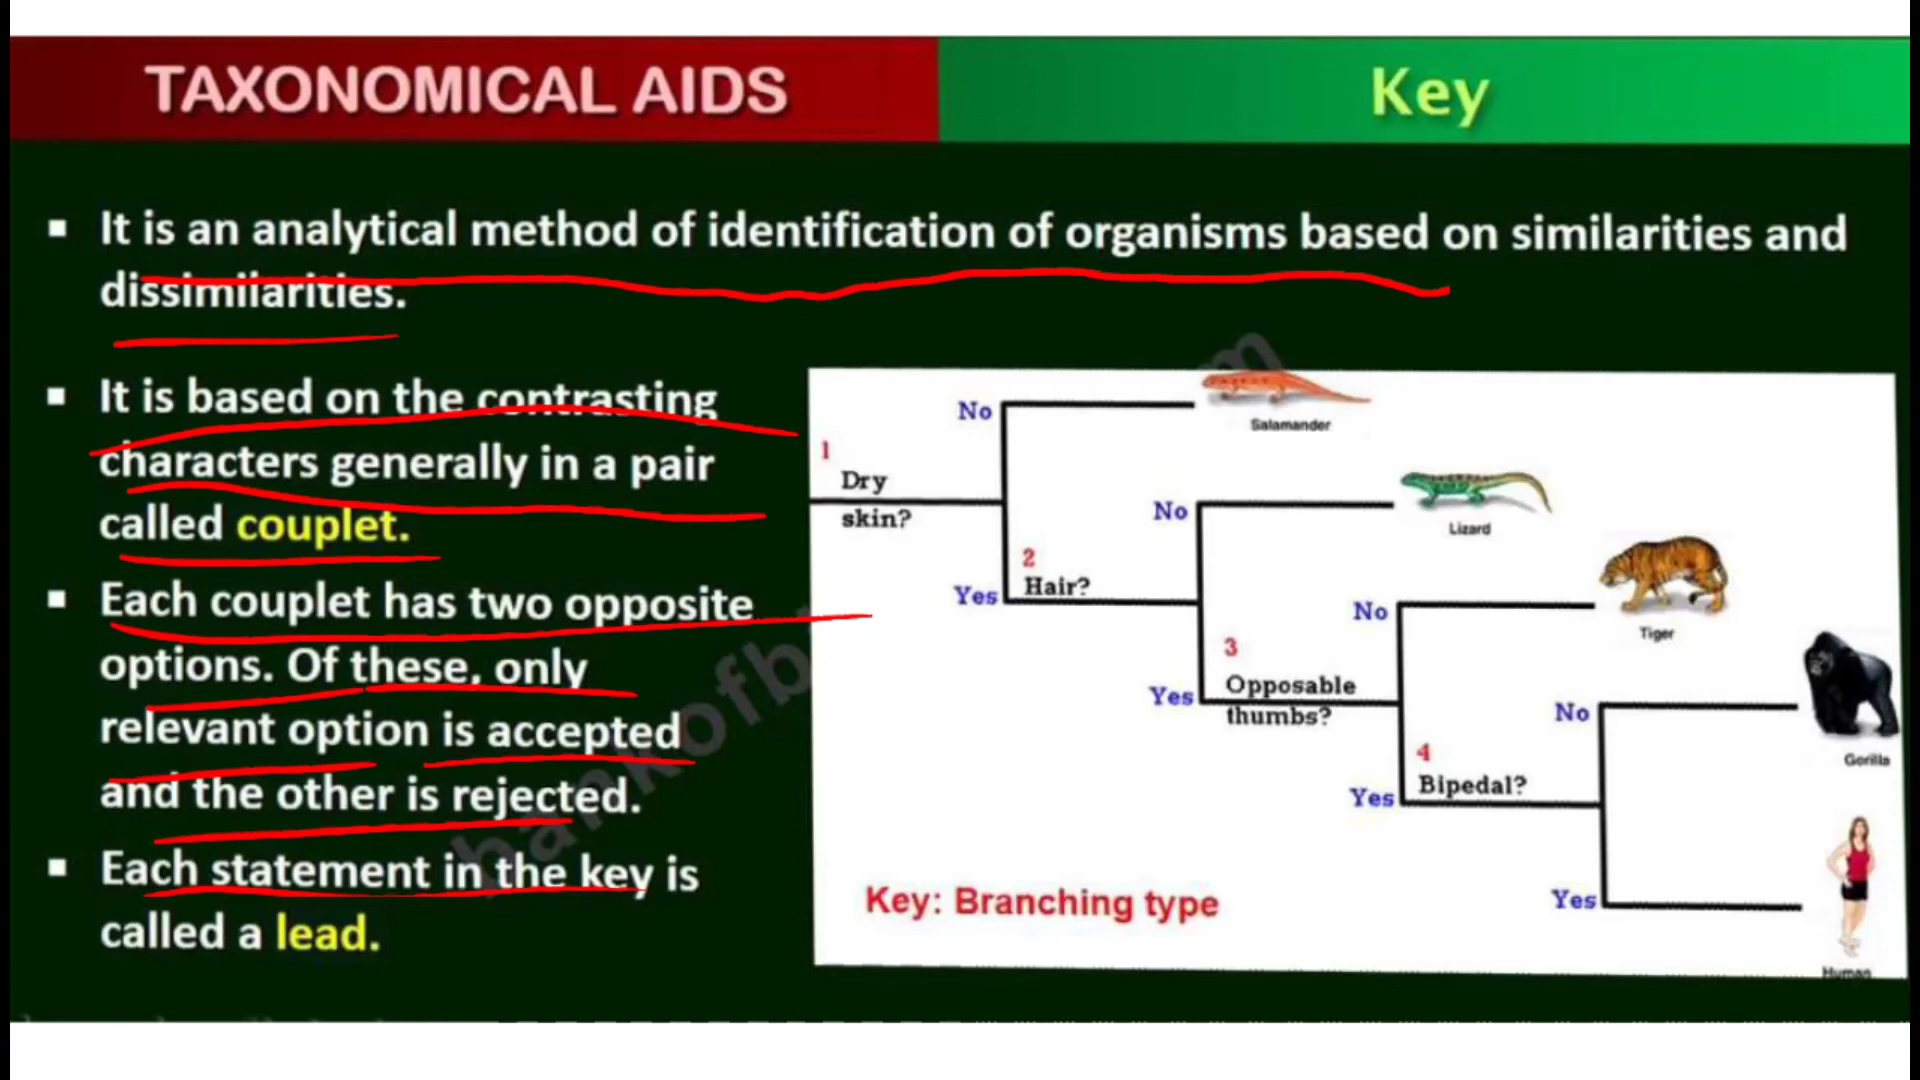 TAXONOMICAL AIDS
Key
▪ It is an analytical method of identification of organisms based on similarities and
dissimilarities.
▪ It is based on the contrasting
characters generally in a pair
called couplet.
▪ Each couplet has two opposite
options. Of these, only
relevant option is accepted
and the other is rejected.
▪ Each statement in the key is
called a lead.
No
Salamander
1
Dry
skin?
No
Lizard
2
Yes
Hair?
No
Tiger
3
Yes
Opposable
thumbs?
No
Gorilla
4
Yes
Bipedal?
Yes
Human
Key: Branching type